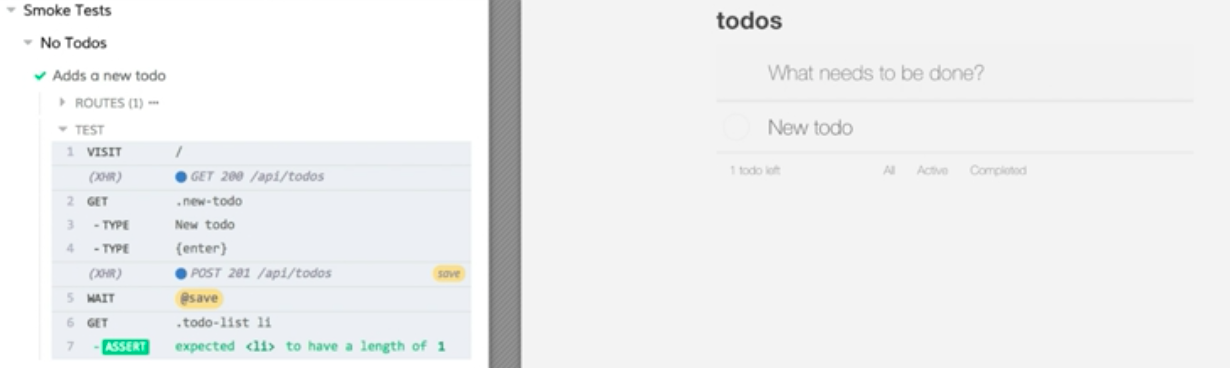 Smoke Tests
No Todos
Adds a new todo
ROUTES (1) ···
TEST
1 VISIT /
(XHR) GET 200 /api/todos
2 GET .new-todo
3 - TYPE New todo
4 - TYPE {enter}
(XHR) POST 201 /api/todos save
5 WAIT @save
6 GET .todo-list li
7 - ASSERT expected <li> to have a length of 1
todos
What needs to be done?
New todo
1 todo left All Active Completed